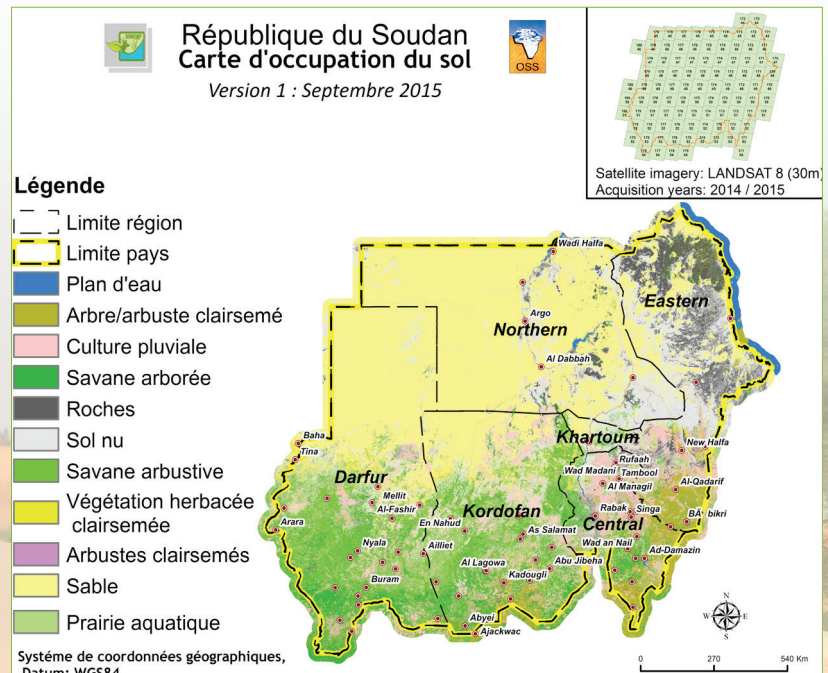 République du Soudan
Carte d'occupation du sol
Version 1 : Septembre 2015
OSS
Satellite imagery: LANDSAT 8 (30m)
Acquisition years: 2014 / 2015
Légende
Limite région
Limite pays
Plan d'eau
Arbre/arbuste clairsemé
Culture pluviale
Savane arborée
Roches
Sol nu
Savane arbustive
Végétation herbacée
clairsemée
Arbustes clairsemés
Sable
Prairie aquatique
Wadi Halfa
Eastern
Argo
Northern
Al Dabbah
Khartoum
Baha
Tina
New Halfa
Rufaah
Wad Madani
Tambool
Darfur
Al Managil
Al-Qadarif
Mellit
Al-Fashir
Kordofan
Rabak
Singa
Arara
En Nahud
Central
As Salamat
Wad an Nail
Nyala
Ailliet
Ad-Damazin
Al Lagowa
Abu Jibeha
Buram
Kadougli
Abyei
Ajackwac
N
W
E
S
0 270 540 Km
Systéme de coordonnées géographiques,
Datum: WGS84